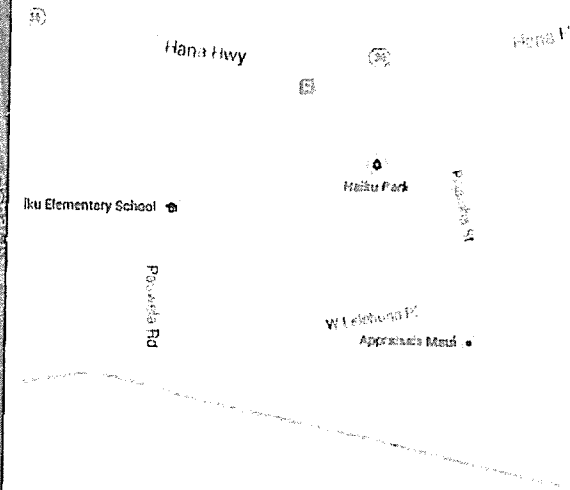 Hana Hwy
Hana
Haiku Park
iku Elementary School
Pauwela Rd
W Lelehuna Pl
Appraisals Maui